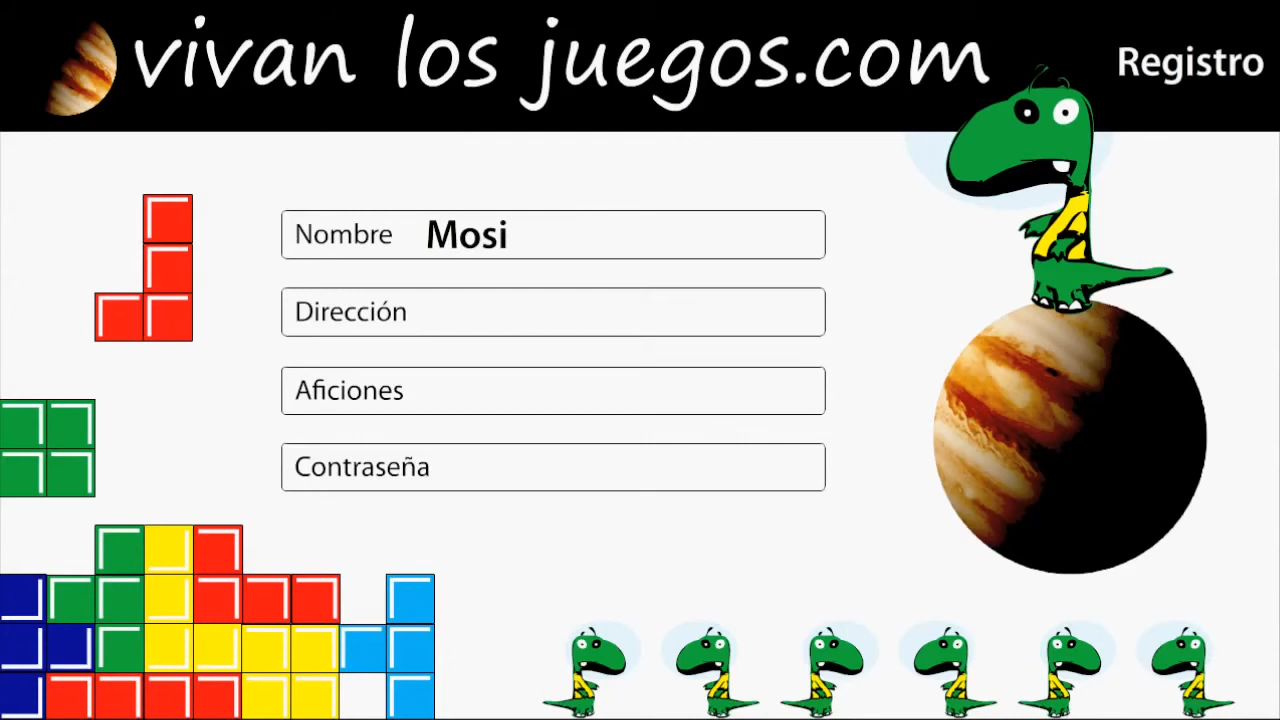 vivan los juegos.com
Registro
Nombre Mosi
Dirección
Aficiones
Contraseña